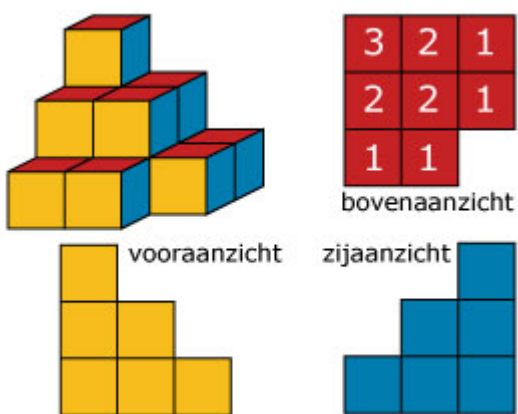 3 2 1
2 2 1
1 1
bovenaanzicht
vooraanzicht
zijaanzicht